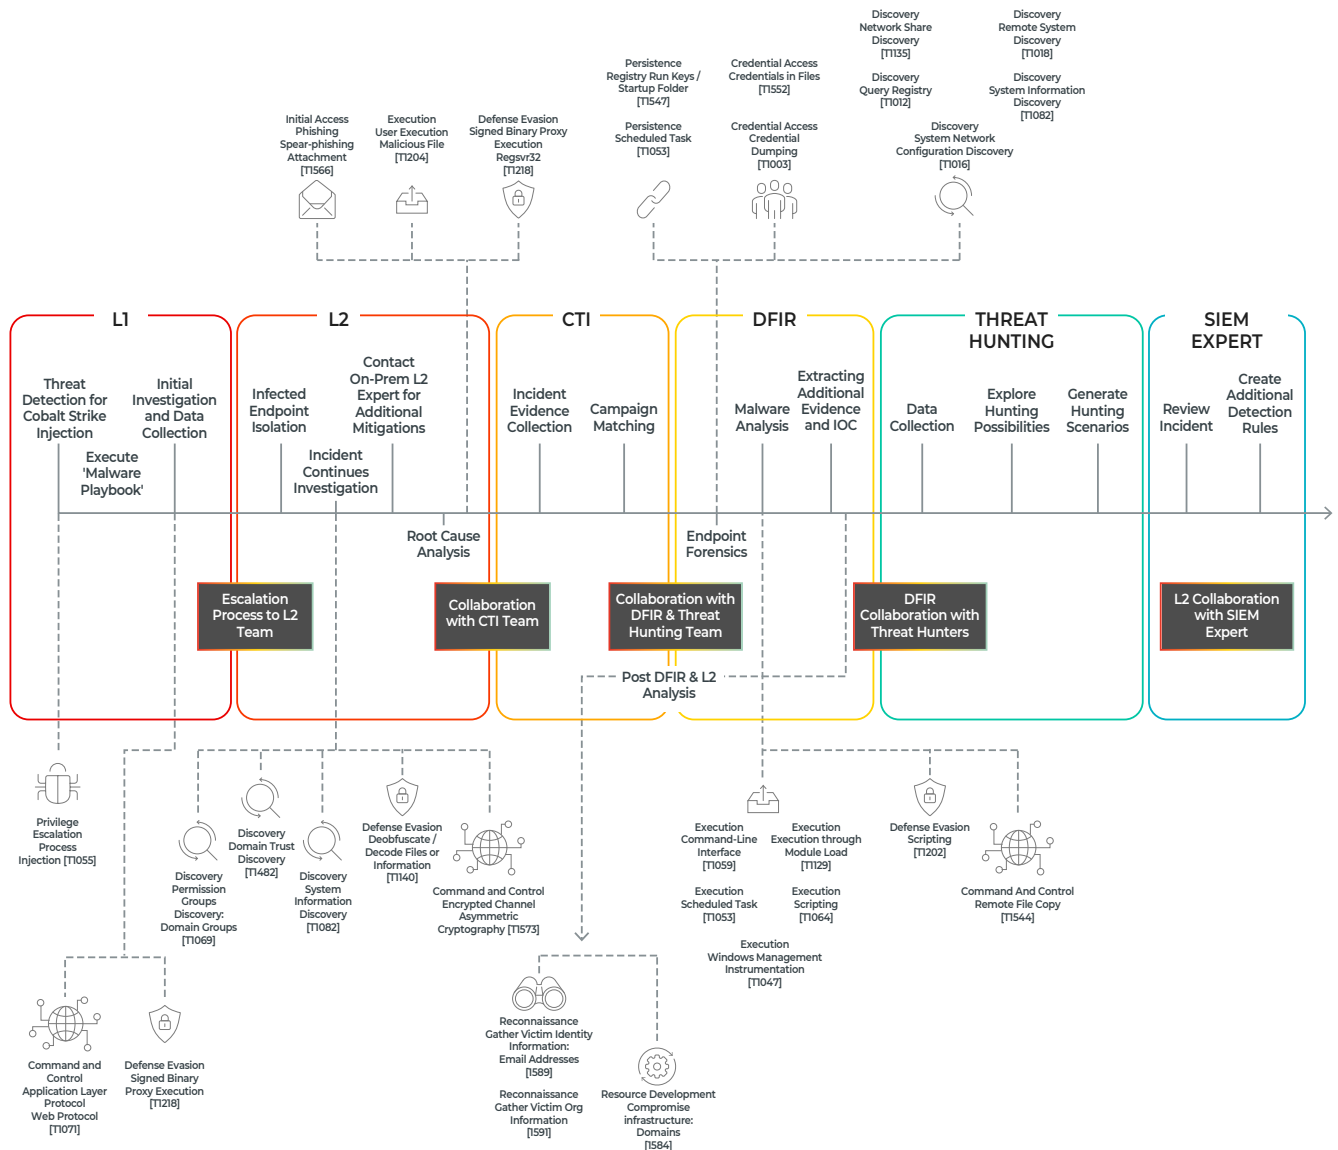 Discovery
Network Share
Discovery
[T1135]
Discovery
Remote System
Discovery
[T1018]
Persistence
Registry Run Keys /
Startup Folder
[T1547]
Credential Access
Credentials in Files
[T1552]
Discovery
Query Registry
[T1012]
Discovery
System Information
Discovery
[T1082]
Initial Access
Phishing
Spear-phishing
Attachment
[T1566]
Execution
User Execution
Malicious File
[T1204]
Defense Evasion
Signed Binary Proxy
Execution
Regsvr32
[T1218]
Persistence
Scheduled Task
[T1053]
Credential Access
Credential
Dumping
[T1003]
Discovery
System Network
Configuration Discovery
[T1016]
L1
L2
CTI
DFIR
THREAT
HUNTING
SIEM
EXPERT
Threat
Detection for
Cobalt Strike
Injection
Initial
Investigation
and Data
Collection
Execute
'Malware
Playbook'
Infected
Endpoint
Isolation
Contact
On-Prem L2
Expert for
Additional
Mitigations
Incident
Continues
Investigation
Root Cause
Analysis
Incident
Evidence
Collection
Campaign
Matching
Malware
Analysis
Extracting
Additional
Evidence
and IOC
Endpoint
Forensics
Data
Collection
Explore
Hunting
Possibilities
Generate
Hunting
Scenarios
Review
Incident
Create
Additional
Detection
Rules
Escalation
Process to L2
Team
Collaboration
with CTI Team
Collaboration with
DFIR & Threat
Hunting Team
DFIR
Collaboration with
Threat Hunters
L2 Collaboration
with SIEM
Expert
Post DFIR & L2
Analysis
Privilege
Escalation
Process
Injection [T1055]
Discovery
Permission
Groups
Discovery:
Domain Groups
[T1069]
Discovery
Domain Trust
Discovery
[T1482]
Discovery
System
Information
Discovery
[T1082]
Defense Evasion
Deobfuscate /
Decode Files or
Information
[T1140]
Command and Control
Encrypted Channel
Asymmetric
Cryptography [T1573]
Execution
Command-Line
Interface
[T1059]
Execution
Execution through
Module Load
[T1129]
Execution
Scheduled Task
[T1053]
Execution
Scripting
[T1064]
Execution
Windows Management
Instrumentation
[T1047]
Defense Evasion
Scripting
[T1202]
Command And Control
Remote File Copy
[T1544]
Command and
Control
Application Layer
Protocol
Web Protocol
[T1071]
Defense Evasion
Signed Binary
Proxy Execution
[T1218]
Reconnaissance
Gather Victim Identity
Information:
Email Addresses
[1589]
Reconnaissance
Gather Victim Org
Information
[1591]
Resource Development
Compromise
infrastructure:
Domains
[1584]